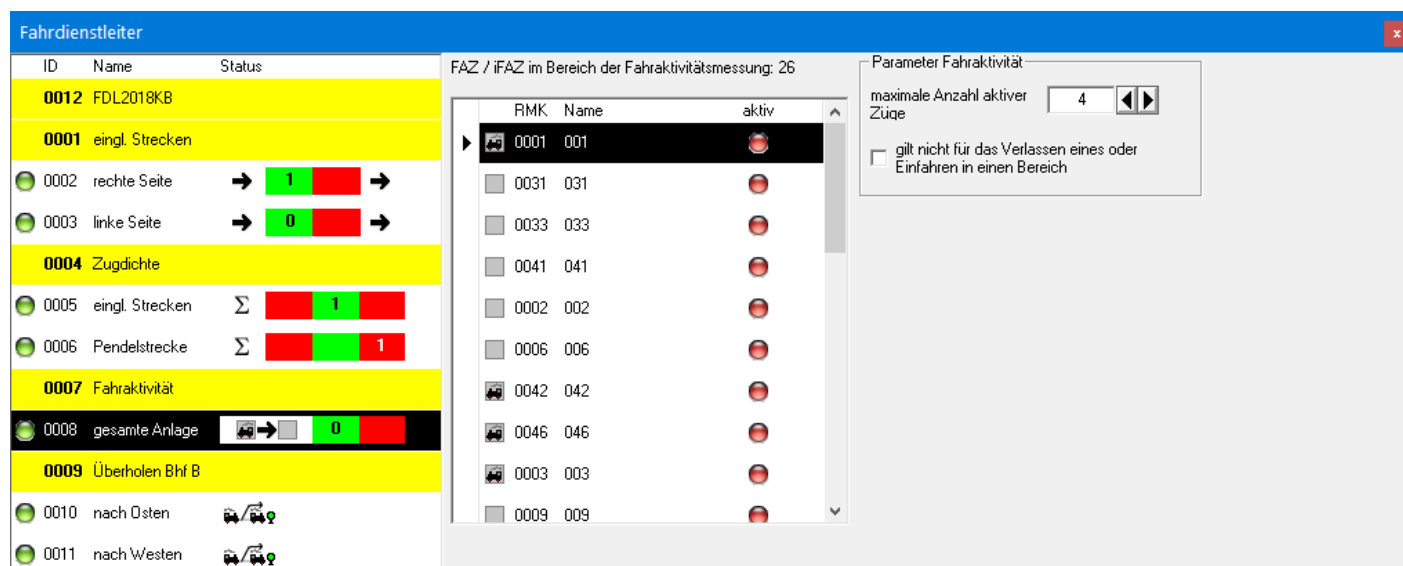 Fahrdienstleiter
x
ID Name Status
0012 FDL2018KB
0001 eingl. Strecken
0002 rechte Seite 1
0003 linke Seite 0
0004 Zugdichte
0005 eingl. Strecken Σ 1
0006 Pendelstrecke Σ 1
0007 Fahraktivität
0008 gesamte Anlage 0
0009 Überholen Bhf B
0010 nach Osten
0011 nach Westen
FAZ / iFAZ im Bereich der Fahraktivitätsmessung: 26
RMK Name aktiv
0001 001
0031 031
0033 033
0041 041
0002 002
0006 006
0042 042
0046 046
0003 003
0009 009
Parameter Fahraktivität
maximale Anzahl aktiver 4
Züge
gilt nicht für das Verlassen eines oder
Einfahren in einen Bereich